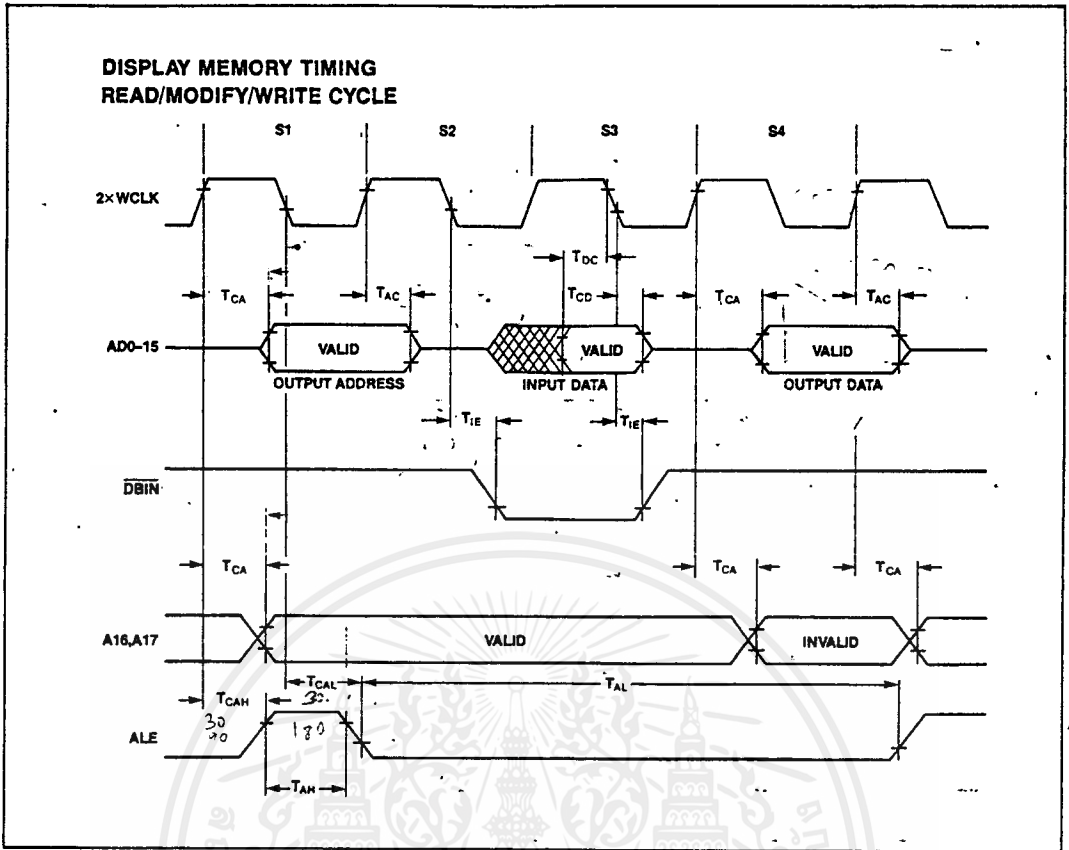 DISPLAY MEMORY TIMING
READ/MODIFY/WRITE CYCLE
S1 S2 S3 S4
2×WCLK
TDC
TCA TAC TCD TCA TAC
AD0-15 VALID VALID VALID
OUTPUT ADDRESS INPUT DATA OUTPUT DATA
TIE TIE
DBIN
TCA TCA TCA
A16,A17 VALID INVALID
TCAL TAL
TCAH 30
30
ALE 180
TAH